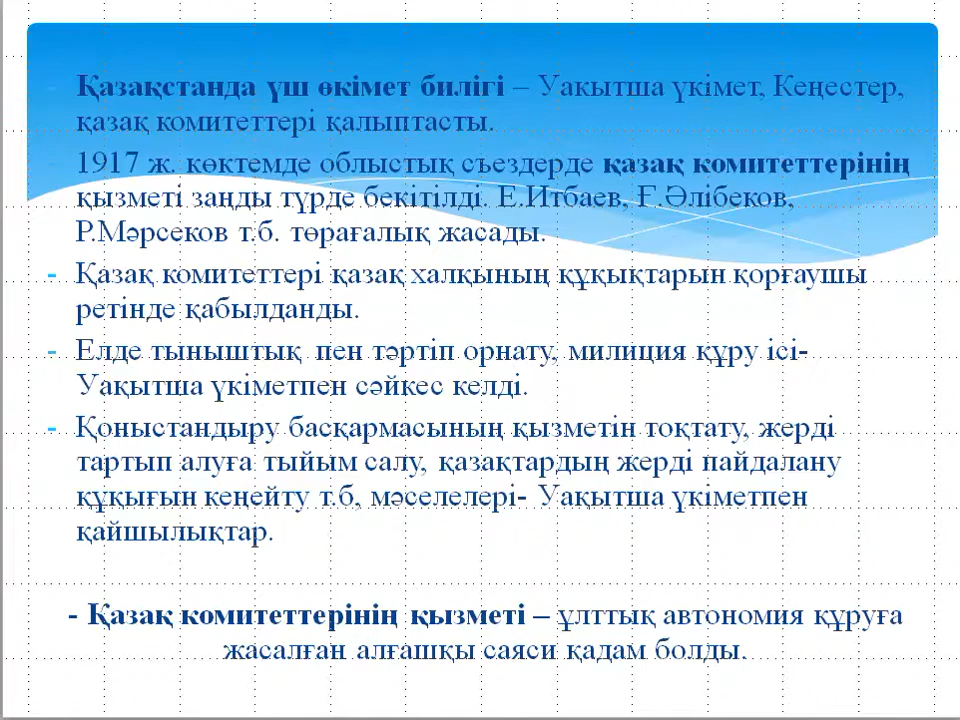 - Қазақстанда үш өкімет билігі – Уақытша үкімет, Кеңестер,
қазақ комитеттері қалыптасты.
- 1917 ж. көктемде облыстық съездерде қазақ комитеттерінің
қызметі заңды түрде бекітілді. Е.Итбаев, Ғ.Әлібеков,
Р.Мәрсеков т.б. төрағалық жасады.
- Қазақ комитеттері қазақ халқының құқықтарын қорғаушы
ретінде қабылданды.
- Елде тыныштық пен тәртіп орнату, милиция құру ісі-
Уақытша үкіметпен сәйкес келді.
- Қоныстандыру басқармасының қызметін тоқтату, жерді
тартып алуға тыйым салу, қазақтардың жерді пайдалану
құқығын кеңейту т.б, мәселелері- Уақытша үкіметпен
қайшылықтар.
- Қазақ комитеттерінің қызметі – ұлттық автономия құруға
жасалған алғашқы саяси қадам болды.